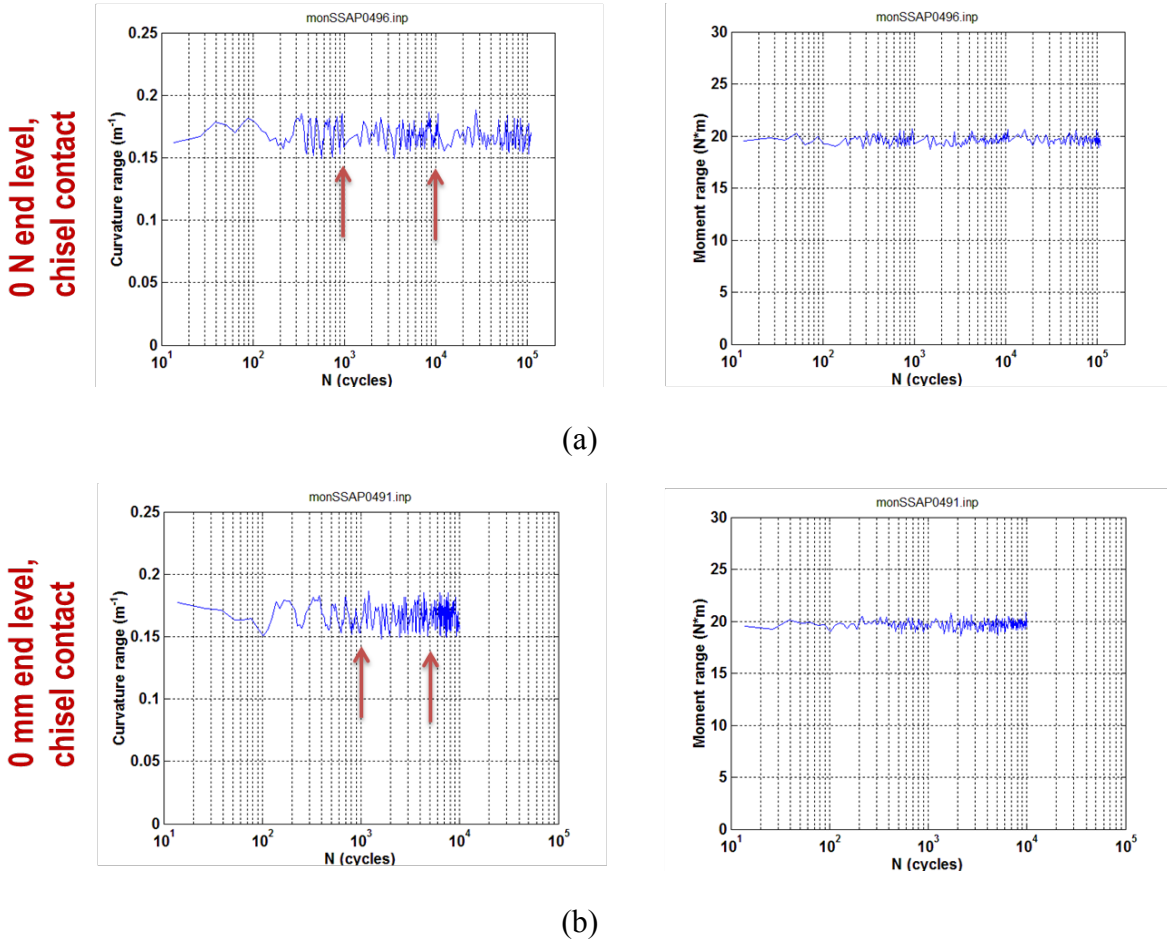 0 N end level,
chisel contact
monSSAP0496.inp
Curvature range (m⁻¹)
0.25
0.2
0.15
0.1
0.05
0
10¹ 10² 10³ 10⁴ 10⁵
N (cycles)
monSSAP0496.inp
Moment range (N*m)
30
25
20
15
10
5
0
10¹ 10² 10³ 10⁴ 10⁵
N (cycles)
(a)
0 mm end level,
chisel contact
monSSAP0491.inp
Curvature range (m⁻¹)
0.25
0.2
0.15
0.1
0.05
0
10¹ 10² 10³ 10⁴ 10⁵
N (cycles)
monSSAP0491.inp
Moment range (N*m)
30
25
20
15
10
5
0
10¹ 10² 10³ 10⁴ 10⁵
N (cycles)
(b)